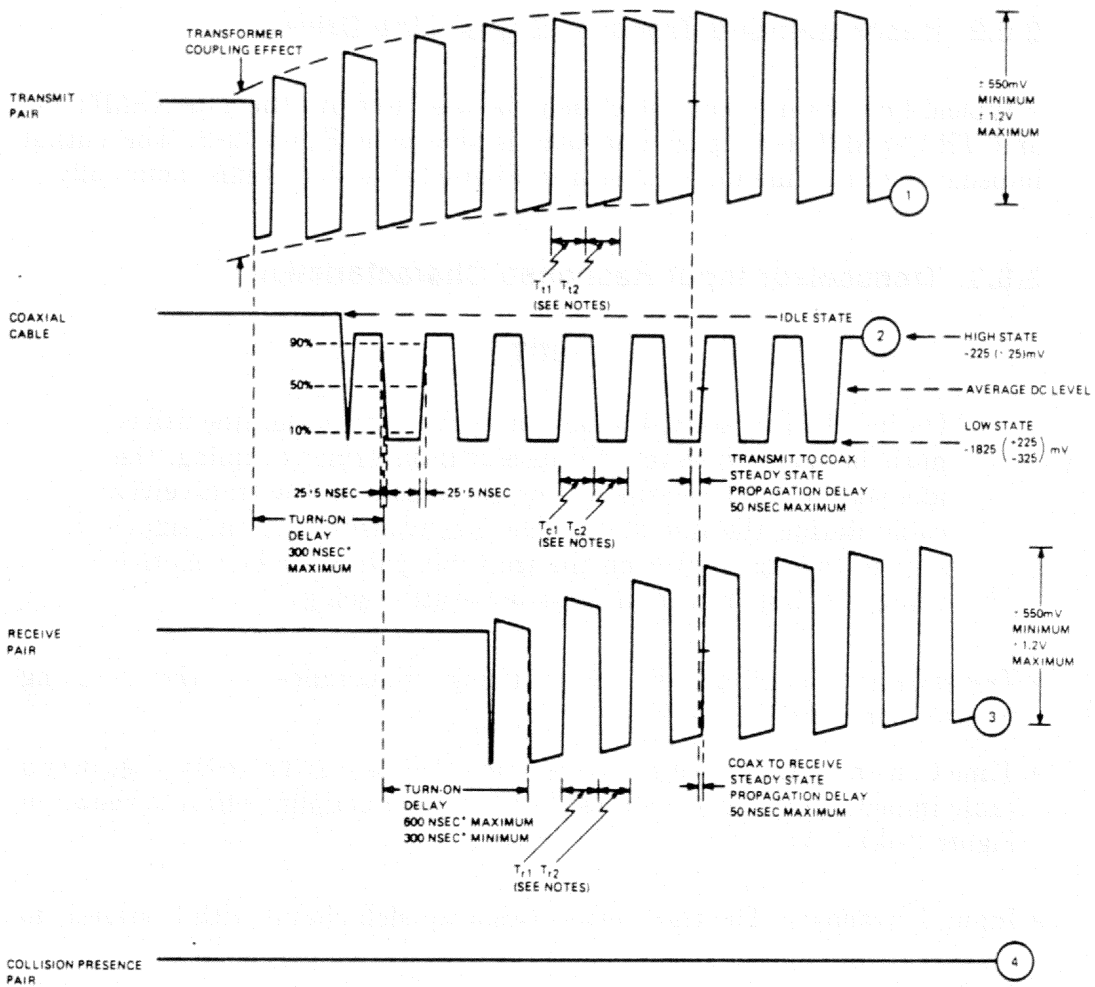 TRANSFORMER
COUPLING EFFECT
TRANSMIT
PAIR
± 550mV
MINIMUM
± 1.2V
MAXIMUM
1
Tt1 Tt2
(SEE NOTES)
COAXIAL
CABLE
IDLE STATE
2
HIGH STATE
-225 (± 25)mV
90%
50%
AVERAGE DC LEVEL
10%
LOW STATE
-1825 (+225 -325) mV
25±5 NSEC
25±5 NSEC
TRANSMIT TO COAX
STEADY STATE
PROPAGATION DELAY
50 NSEC MAXIMUM
TURN-ON
DELAY
300 NSEC*
MAXIMUM
Tc1 Tc2
(SEE NOTES)
RECEIVE
PAIR
± 550mV
MINIMUM
± 1.2V
MAXIMUM
3
TURN-ON
DELAY
600 NSEC* MAXIMUM
300 NSEC* MINIMUM
COAX TO RECEIVE
STEADY STATE
PROPAGATION DELAY
50 NSEC MAXIMUM
Tr1 Tr2
(SEE NOTES)
COLLISION PRESENCE
PAIR
4